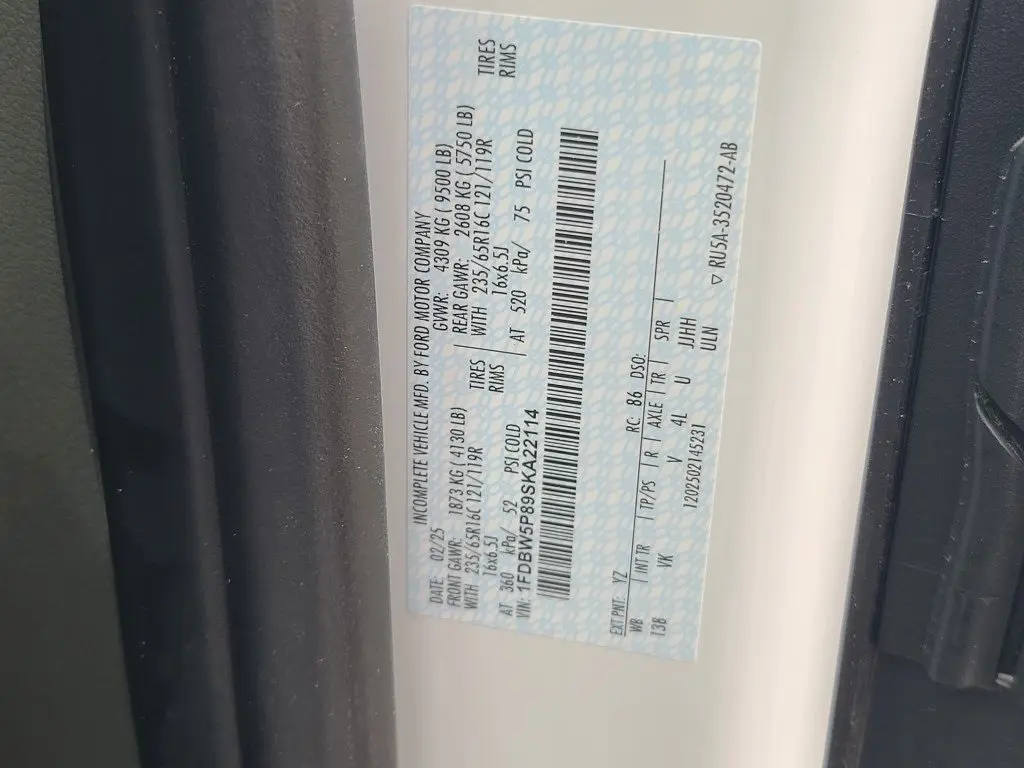 INCOMPLETE VEHICLE MFD. BY FORD MOTOR COMPANY
DATE: 02/25 GVWR: 4309 KG ( 9500 LB)
FRONT GAWR: 1873 KG ( 4130 LB) REAR GAWR: 2608 KG ( 5750 LB)
WITH 235/65R16C 121/119R TIRES WITH 235/65R16C 121/119R TIRES
16x6.5J RIMS 16x6.5J RIMS
AT 360 kPa/ 52 PSI COLD AT 520 kPa/ 75 PSI COLD
VIN: 1FDBW5P89SKA22114
EXT PNT: YZ RC: 86 DSO:
WB INT TR TP/PS R AXLE TR SPR
138 VK V 4L U JJHH
1202502145231 ULN
▽ RU5A-3520472-AB